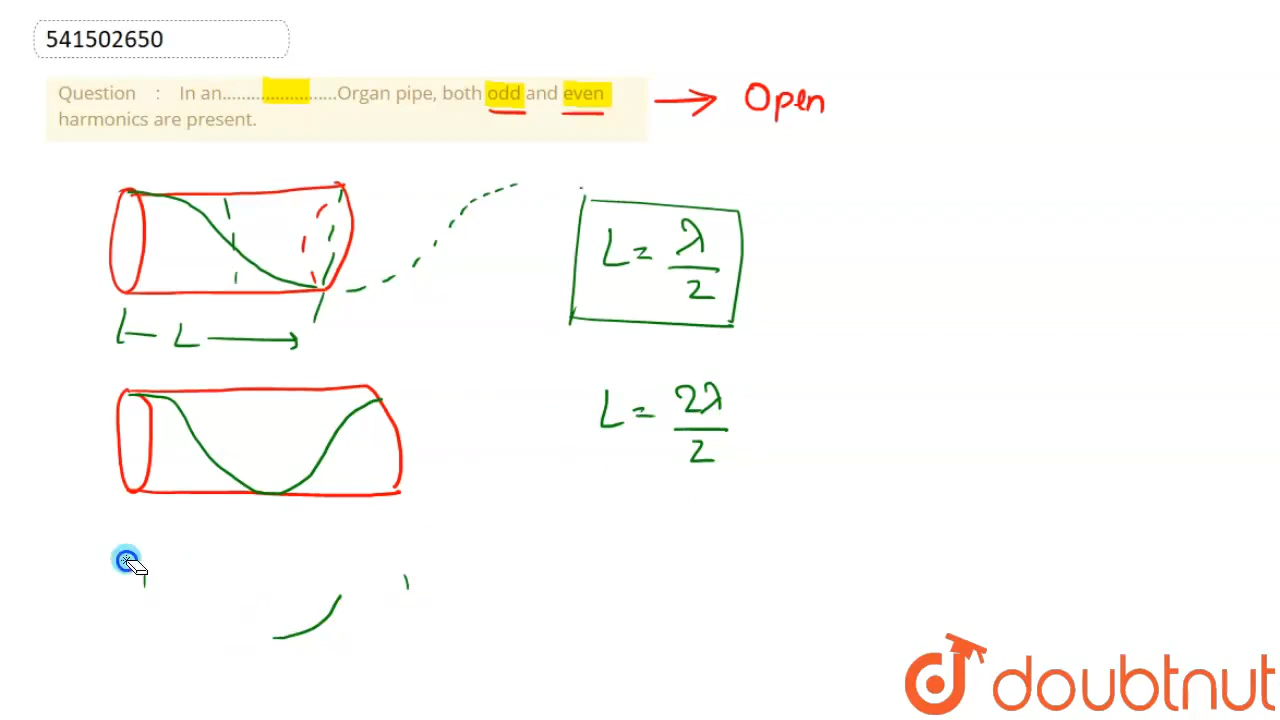 541502650
Question : In an........................Organ pipe, both odd and even
harmonics are present.
→ Open
L = λ/2
L
L = 2λ/2
doubtnut